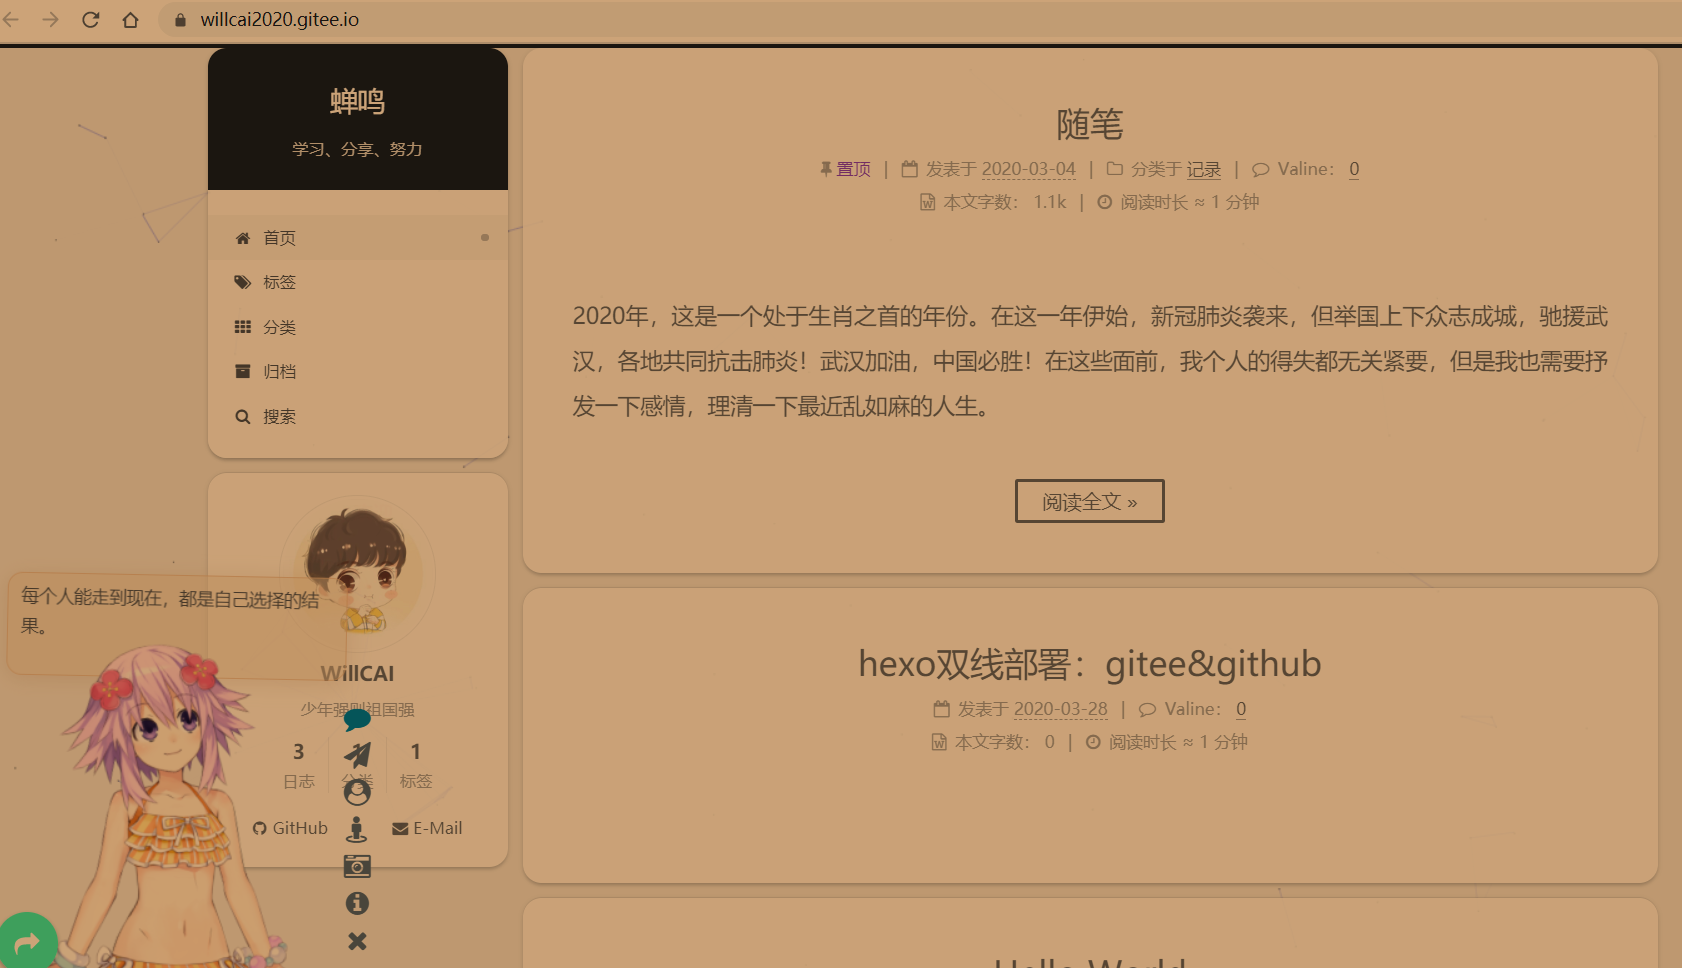 willcai2020.gitee.io
蝉鸣
学习、分享、努力
首页
标签
分类
归档
搜索
每个人能走到现在，都是自己选择的结
果。
WillCAI
少年强则祖国强
3 1
日志 分类 标签
GitHub E-Mail
随笔
置顶 | 发表于 2020-03-04 | 分类于 记录 | Valine： 0
本文字数： 1.1k | 阅读时长 ≈ 1 分钟
2020年，这是一个处于生肖之首的年份。在这一年伊始，新冠肺炎袭来，但举国上下众志成城，驰援武
汉，各地共同抗击肺炎！武汉加油，中国必胜！在这些面前，我个人的得失都无关紧要，但是我也需要抒
发一下感情，理清一下最近乱如麻的人生。
阅读全文 »
hexo双线部署：gitee&github
发表于 2020-03-28 | Valine： 0
本文字数： 0 | 阅读时长 ≈ 1 分钟
Hello World